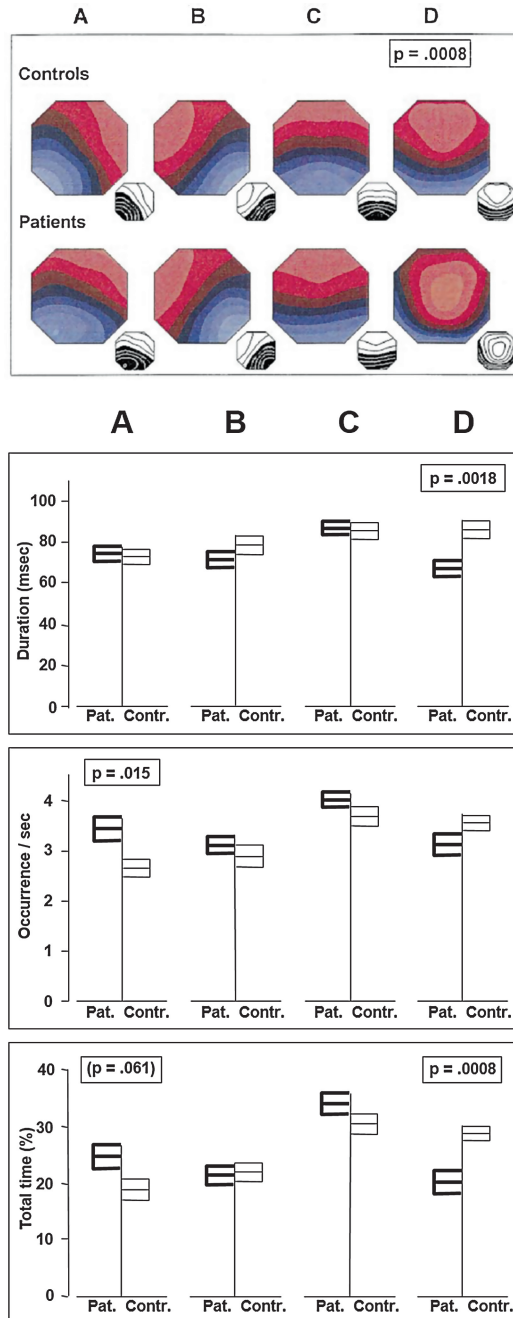 A B C D
p = .0008
Controls
Patients
A B C D
p = .0018
100
80
60
40
20
0
Duration (msec)
Pat. Contr. Pat. Contr. Pat. Contr. Pat. Contr.
p = .015
4
3
2
1
0
Occurrence / sec
Pat. Contr. Pat. Contr. Pat. Contr. Pat. Contr.
(p = .061) p = .0008
40
30
20
10
0
Total time (%)
Pat. Contr. Pat. Contr. Pat. Contr. Pat. Contr.